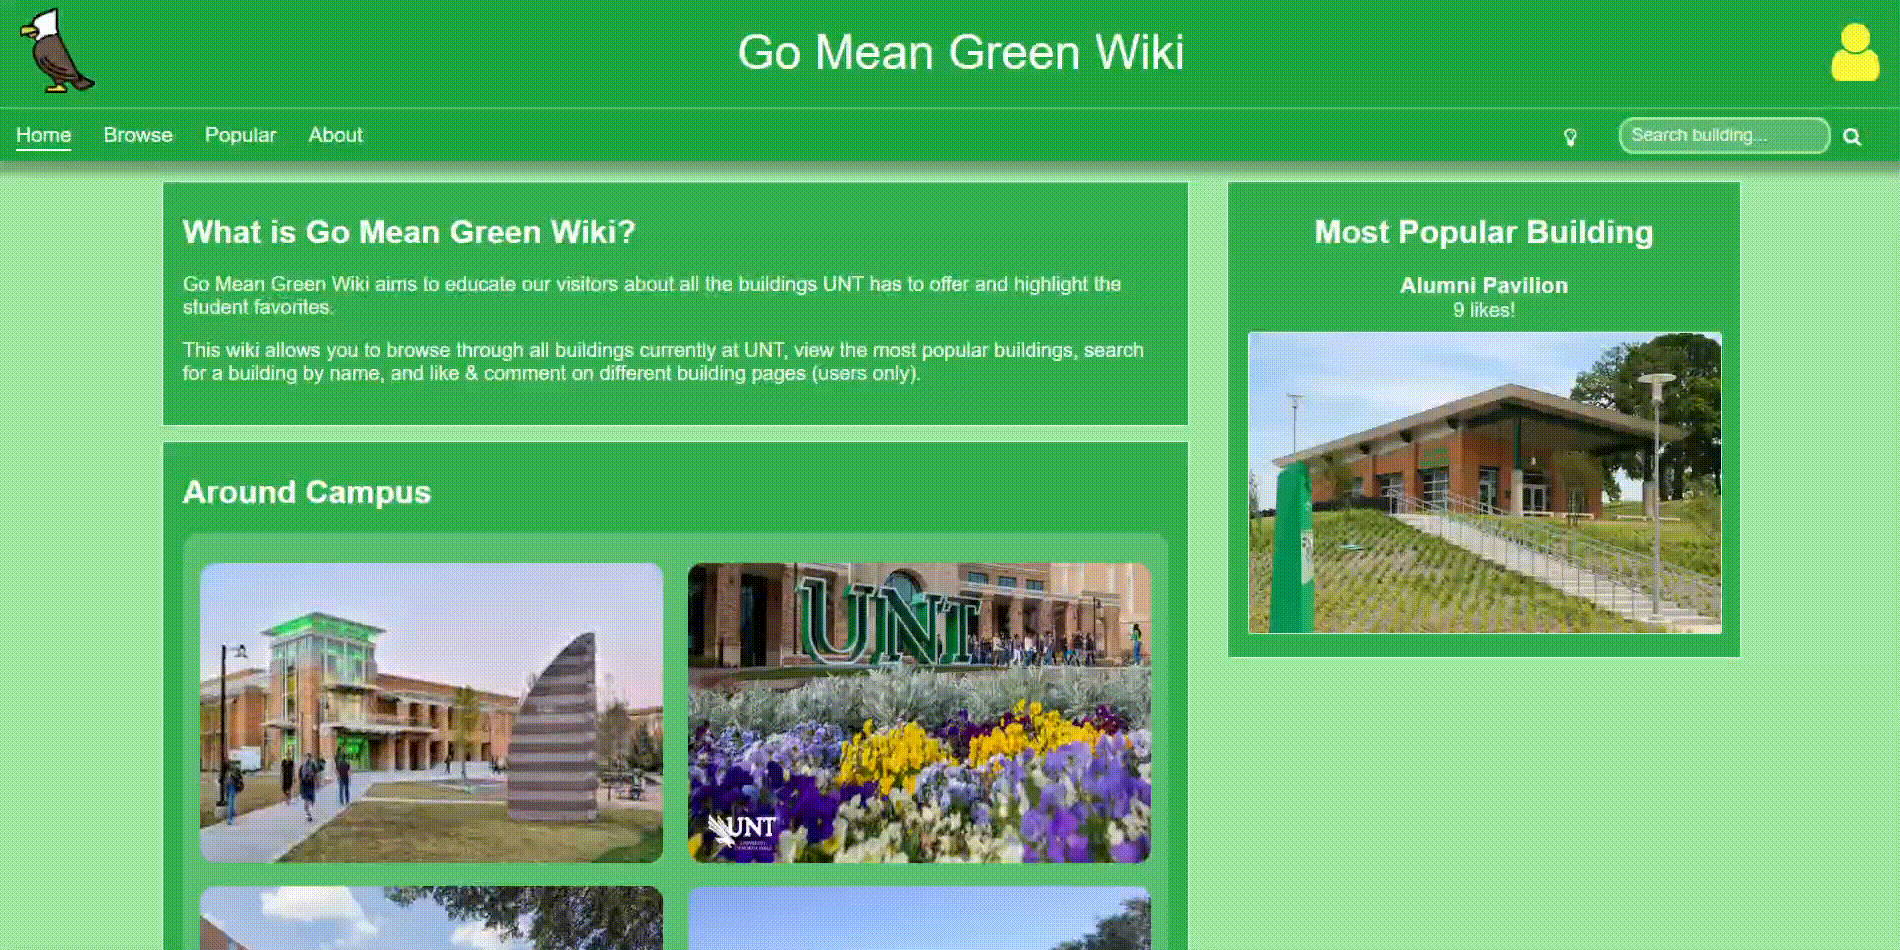 Go Mean Green Wiki
Home Browse Popular About
Search building...
What is Go Mean Green Wiki?
Go Mean Green Wiki aims to educate our visitors about all the buildings UNT has to offer and highlight the
student favorites.
This wiki allows you to browse through all buildings currently at UNT, view the most popular buildings, search
for a building by name, and like & comment on different building pages (users only).
Most Popular Building
Alumni Pavilion
9 likes!
Around Campus
UNT
UNT